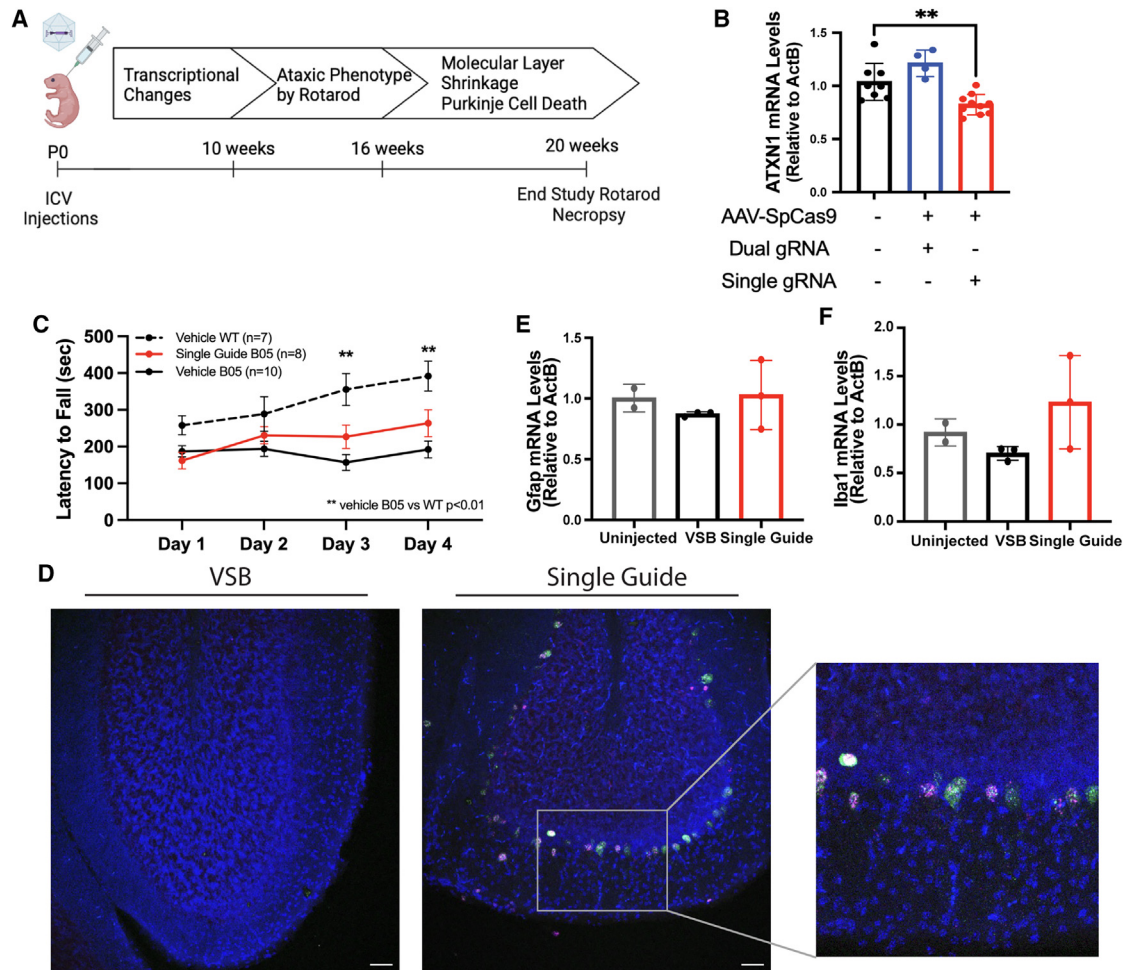 A
Transcriptional
Changes
Ataxic Phenotype
by Rotarod
Molecular Layer
Shrinkage
Purkinje Cell Death
P0
10 weeks
16 weeks
20 weeks
ICV
Injections
End Study Rotarod
Necropsy
B
ATXN1 mRNA Levels
(Relative to ActB)
1.5
1.0
0.5
0.0
**
AAV-SpCas9 - + +
Dual gRNA - + -
Single gRNA - - +
C
Latency to Fall (sec)
500
400
300
200
100
0
Vehicle WT (n=7)
Single Guide B05 (n=8)
Vehicle B05 (n=10)
**
**
** vehicle B05 vs WT p<0.01
Day 1 Day 2 Day 3 Day 4
E
Gfap mRNA Levels
(Relative to ActB)
1.5
1.0
0.5
0.0
Uninjected VSB Single Guide
F
Iba1 mRNA Levels
(Relative to ActB)
2.0
1.5
1.0
0.5
0.0
Uninjected VSB Single Guide
D
VSB
Single Guide